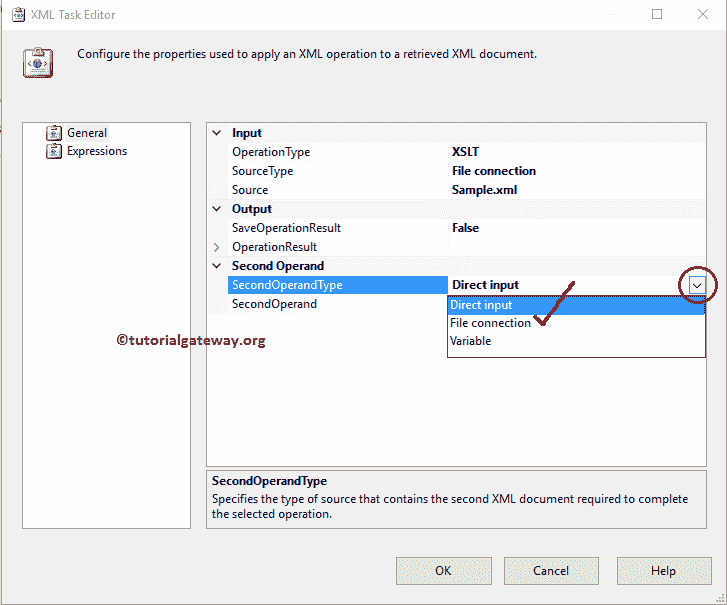 XML Task Editor
Configure the properties used to apply an XML operation to a retrieved XML document.
General
Expressions
Input
OperationType XSLT
SourceType File connection
Source Sample.xml
Output
SaveOperationResult False
OperationResult
Second Operand
SecondOperandType Direct input
SecondOperand Direct input
File connection
Variable
©tutorialgateway.org
SecondOperandType
Specifies the type of source that contains the second XML document required to complete
the selected operation.
OK Cancel Help